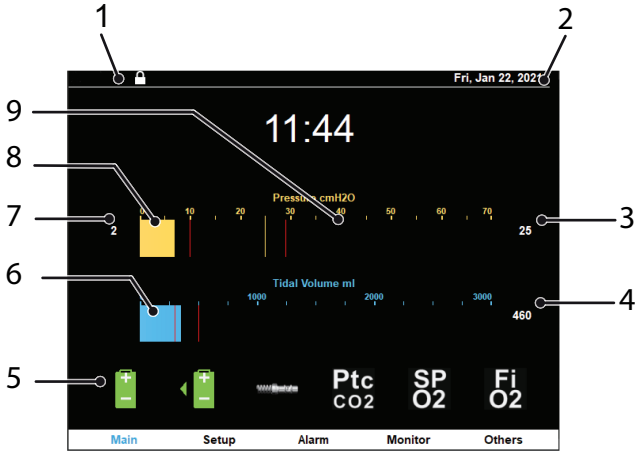 1
2
Fri, Jan 22, 2021
9
11:44
8
Pressure cmH2O
0 10 20 30 40 50 60 70
7
2
25
3
6
Tidal Volume ml
1000 2000 3000
460
4
5
+ +
- -
Ptc
CO2
SP
O2
Fi
O2
Main Setup Alarm Monitor Others